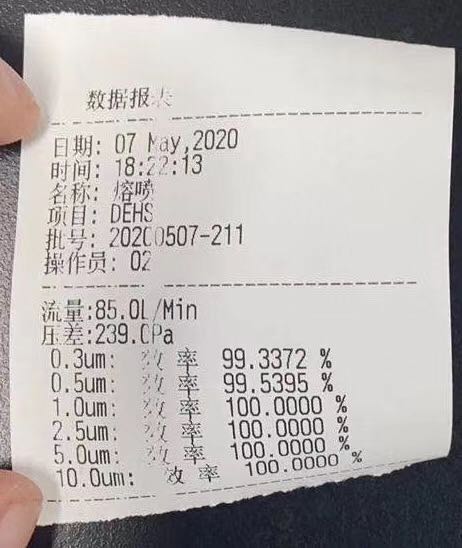 数据报表
日期: 07 May,2020
时间: 18:22:13
名称: 熔喷
项目: DEHS
批号: 20200507-211
操作员: 02
流量:85.0L/Min
压差:239.0Pa
0.3um: 效率 99.3372 %
0.5um: 效率 99.5395 %
1.0um: 效率 100.0000 %
2.5um: 效率 100.0000 %
5.0um: 效率 100.0000 %
10.0um: 效率 100.0000 %